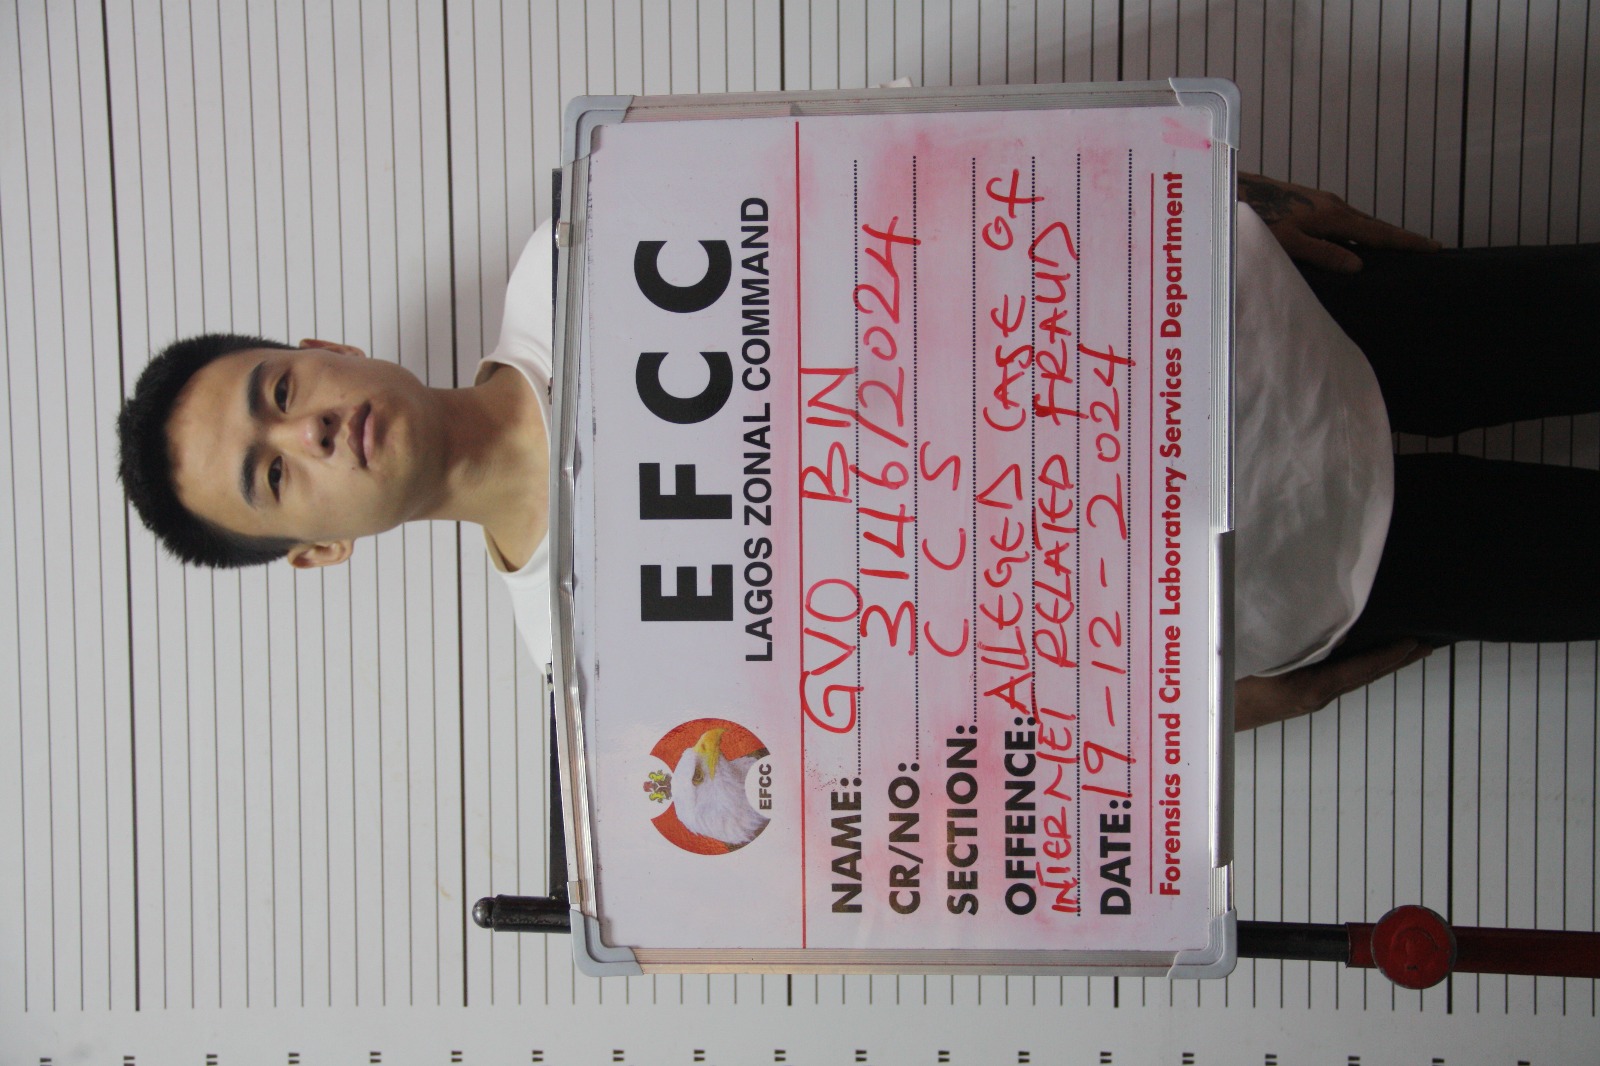 EFCC
LAGOS ZONAL COMMAND
EFCC
NAME: GVO BIN
CR/NO: 3146/2024
SECTION: CCS
OFFENCE: ALLEGED CASE OF
INTERNET RELATED FRAUD
DATE: 19-12-2024
Forensics and Crime Laboratory Services Department